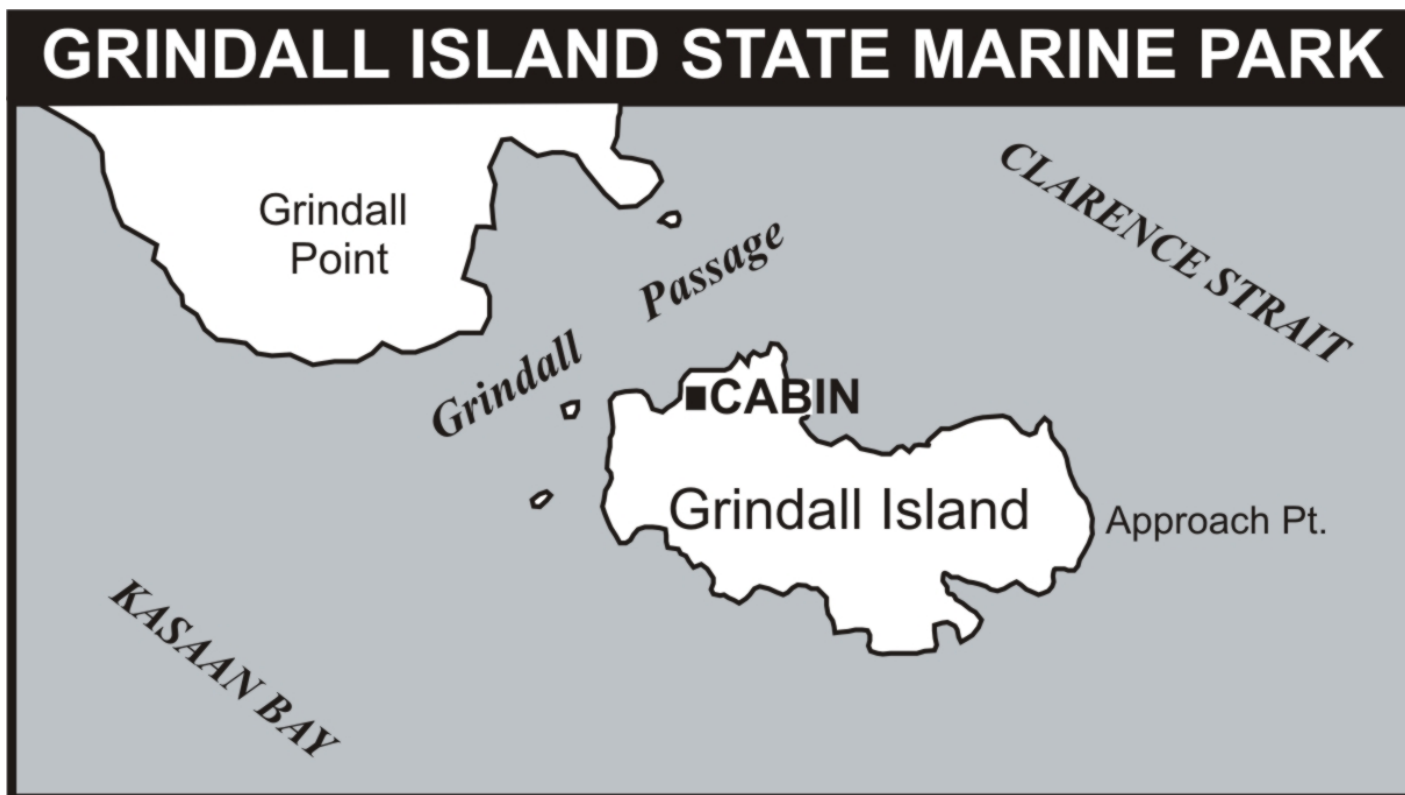 GRINDALL ISLAND STATE MARINE PARK
CLARENCE STRAIT
Grindall
Point
Grindall Passage
CABIN
Grindall Island
Approach Pt.
KASAAN BAY